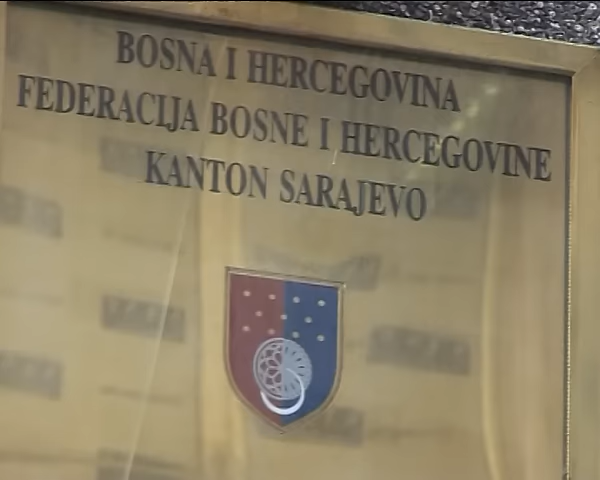 BOSNA I HERCEGOVINA
FEDERACIJA BOSNE I HERCEGOVINE
KANTON SARAJEVO